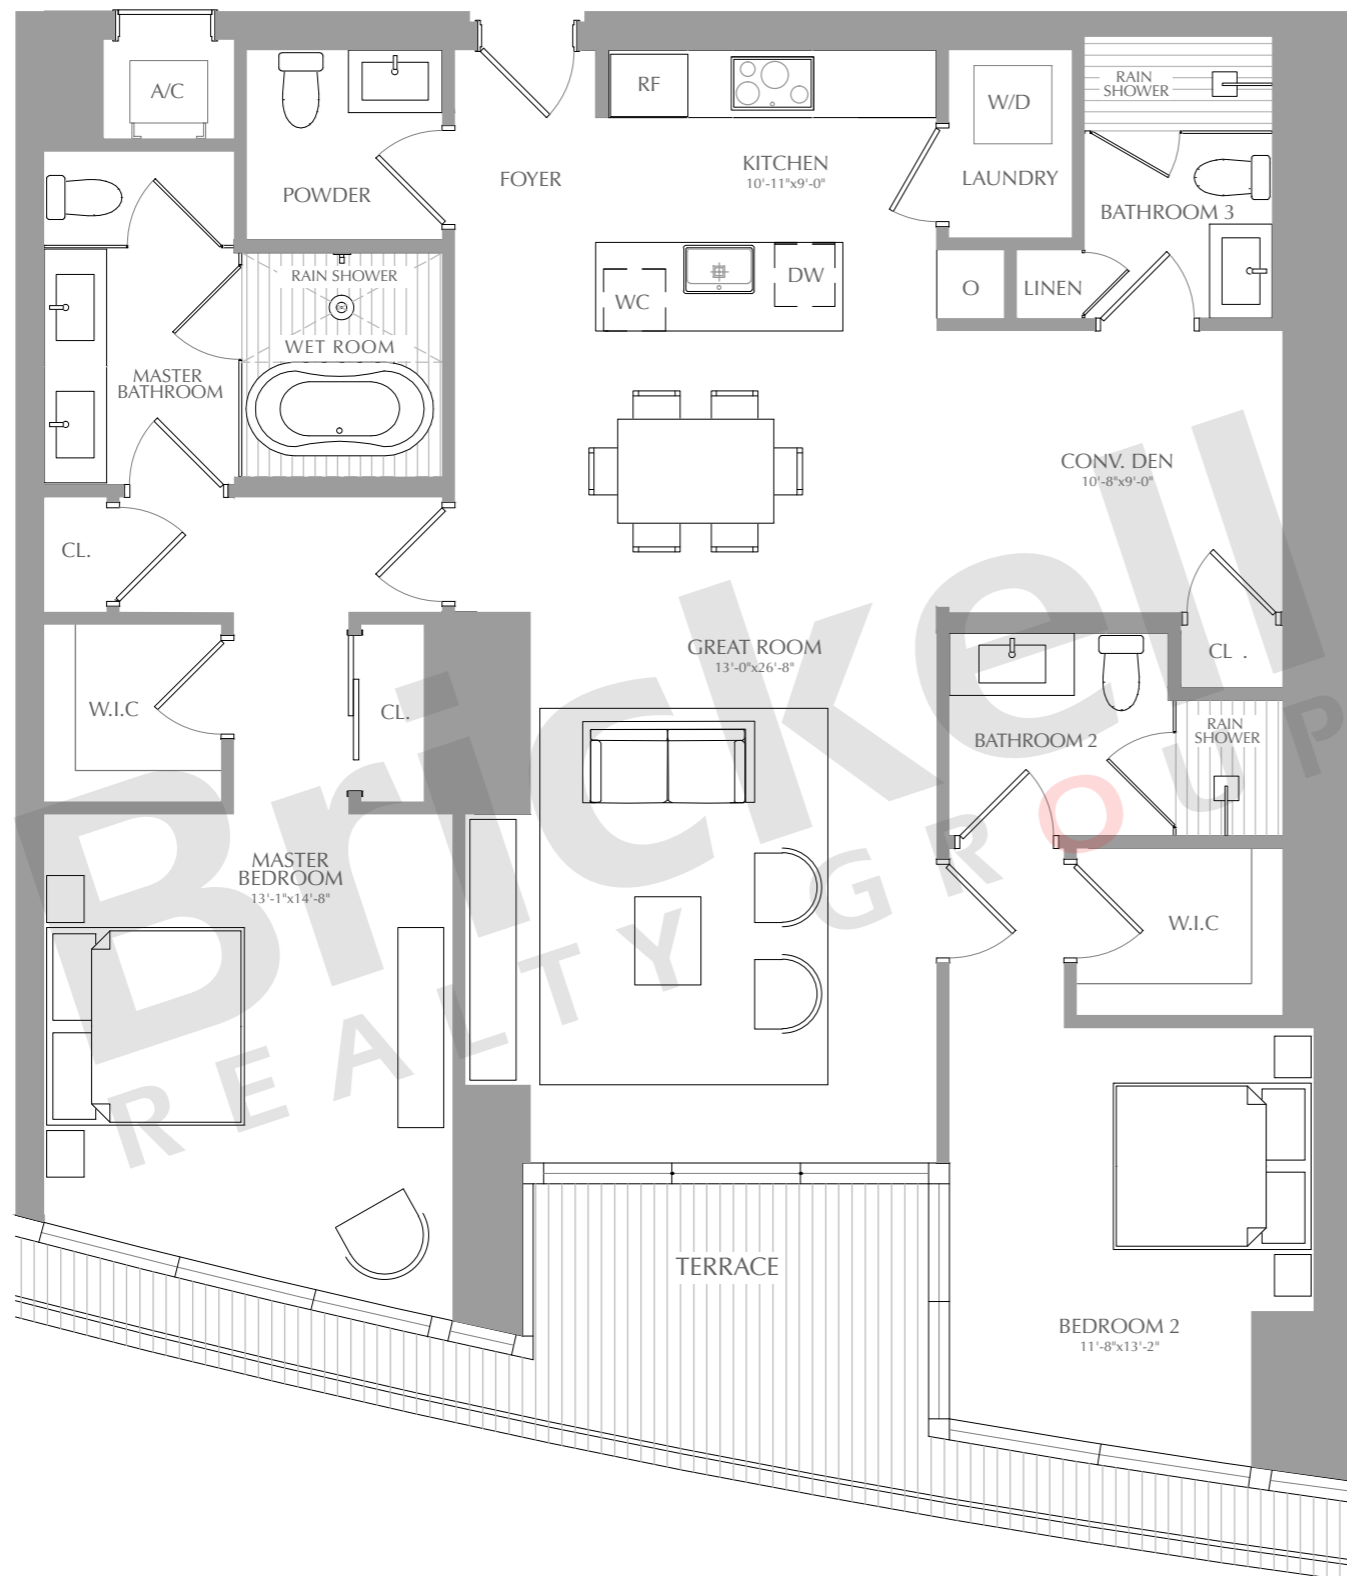 A/C
RF
W/D
RAIN
SHOWER
KITCHEN
10'-11"x9'-0"
FOYER
LAUNDRY
POWDER
BATHROOM 3
RAIN SHOWER
WC
DW
O
LINEN
WET ROOM
MASTER
BATHROOM
CONV. DEN
10'-8"x9'-0"
CL.
GREAT ROOM
13'-0"x26'-8"
CL .
W.I.C
CL.
BATHROOM 2
RAIN
SHOWER
MASTER
BEDROOM
13'-1"x14'-8"
W.I.C
TERRACE
BEDROOM 2
11'-8"x13'-2"
Brickell
REALTY GROUP